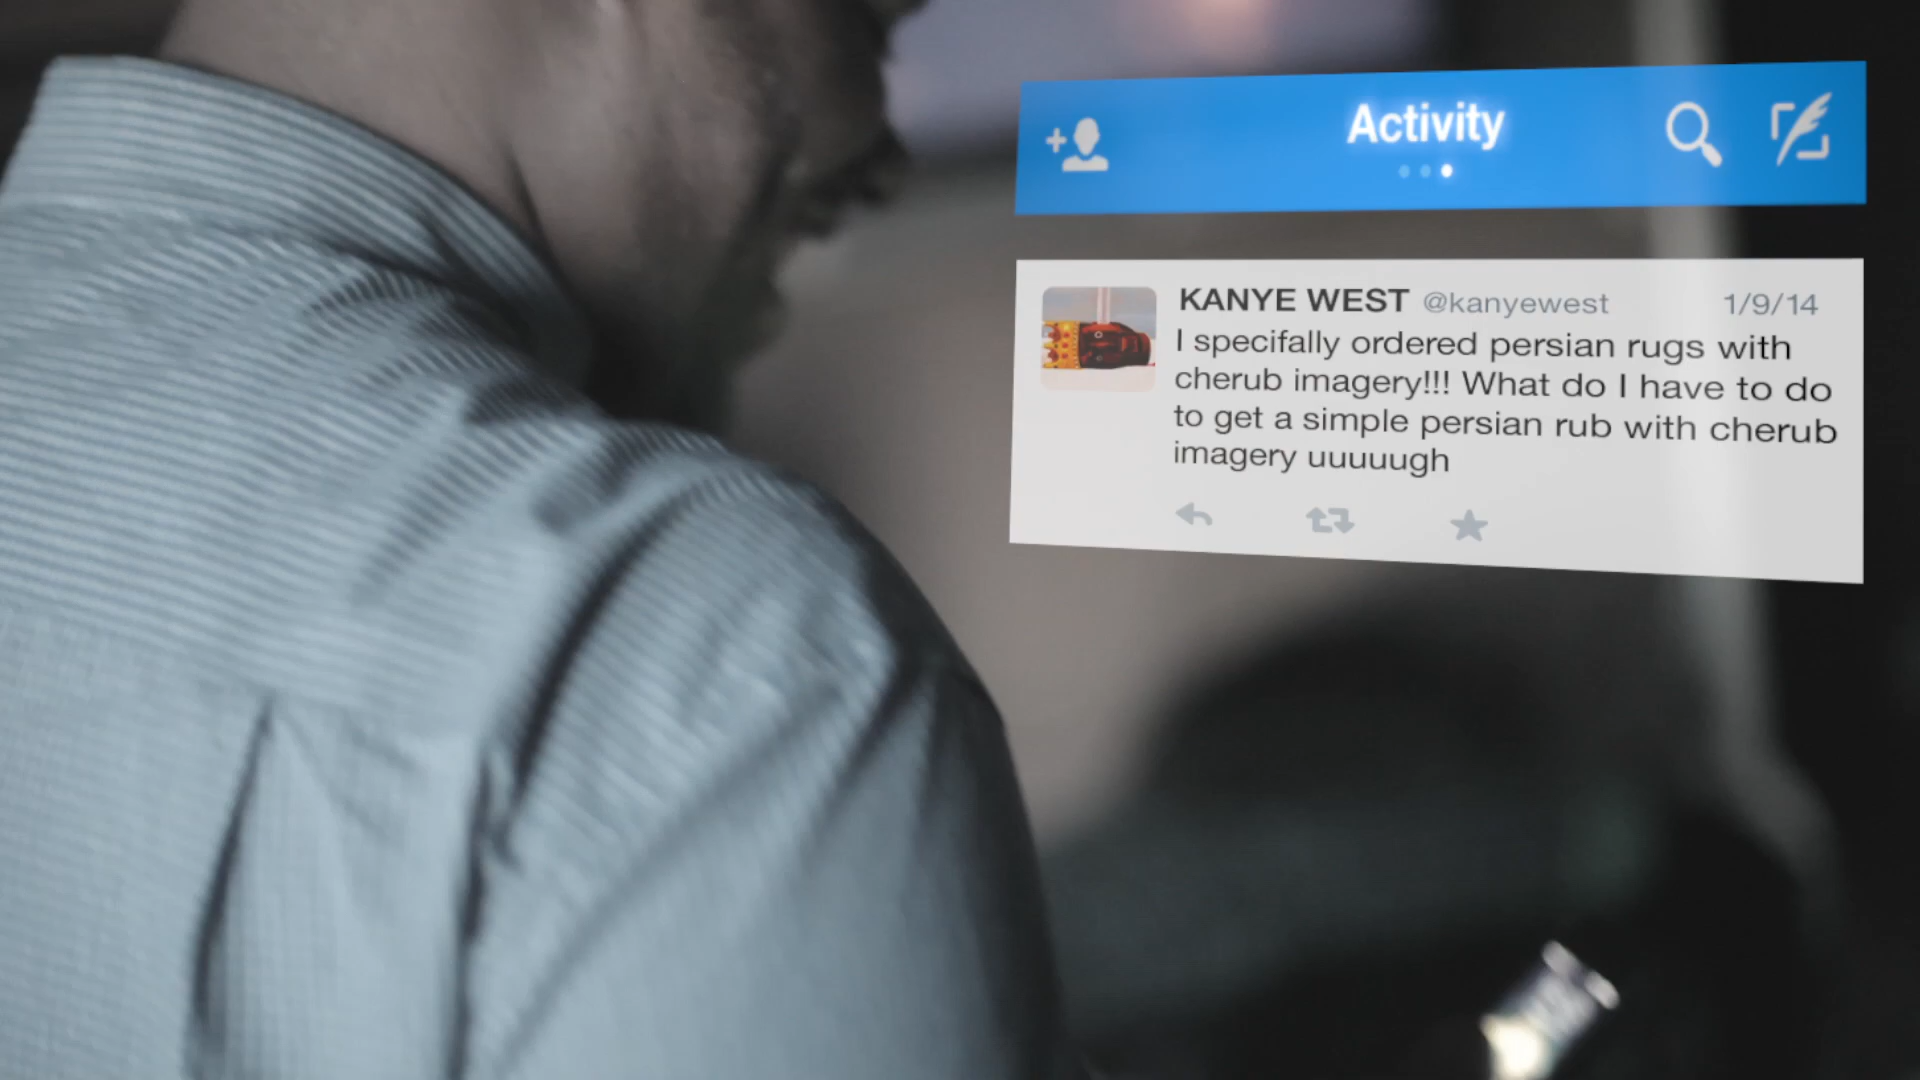 Activity
KANYE WEST @kanyewest 1/9/14
I specifally ordered persian rugs with
cherub imagery!!! What do I have to do
to get a simple persian rub with cherub
imagery uuuuugh